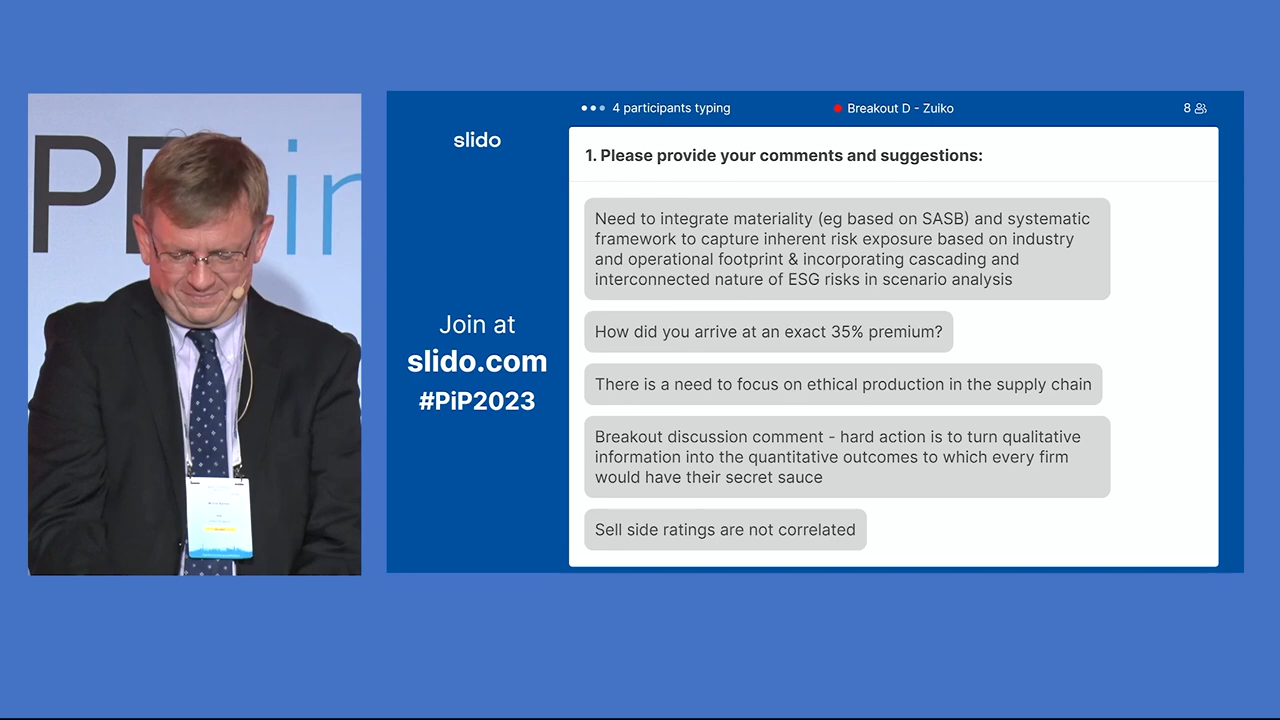 PRI in
4 participants typing
Breakout D - Zuiko
8
slido
1. Please provide your comments and suggestions:
Need to integrate materiality (eg based on SASB) and systematic
framework to capture inherent risk exposure based on industry
and operational footprint & incorporating cascading and
interconnected nature of ESG risks in scenario analysis
How did you arrive at an exact 35% premium?
There is a need to focus on ethical production in the supply chain
Breakout discussion comment - hard action is to turn qualitative
information into the quantitative outcomes to which every firm
would have their secret sauce
Sell side ratings are not correlated
Join at
slido.com
#PiP2023